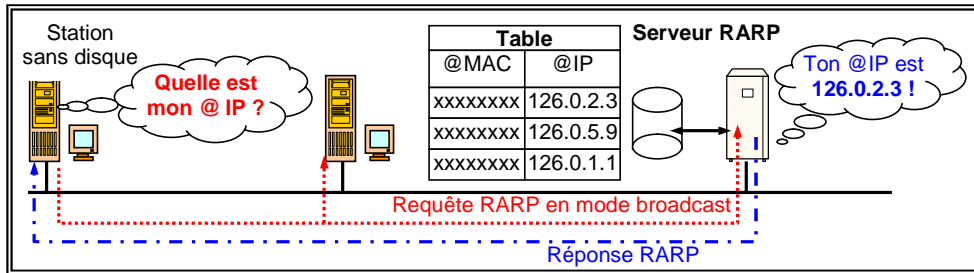 Station
sans disque
Quelle est
mon @ IP ?
Table
@MAC @IP
xxxxxxxx 126.0.2.3
xxxxxxxx 126.0.5.9
xxxxxxxx 126.0.1.1
Serveur RARP
Ton @IP est
126.0.2.3 !
Requête RARP en mode broadcast
Réponse RARP